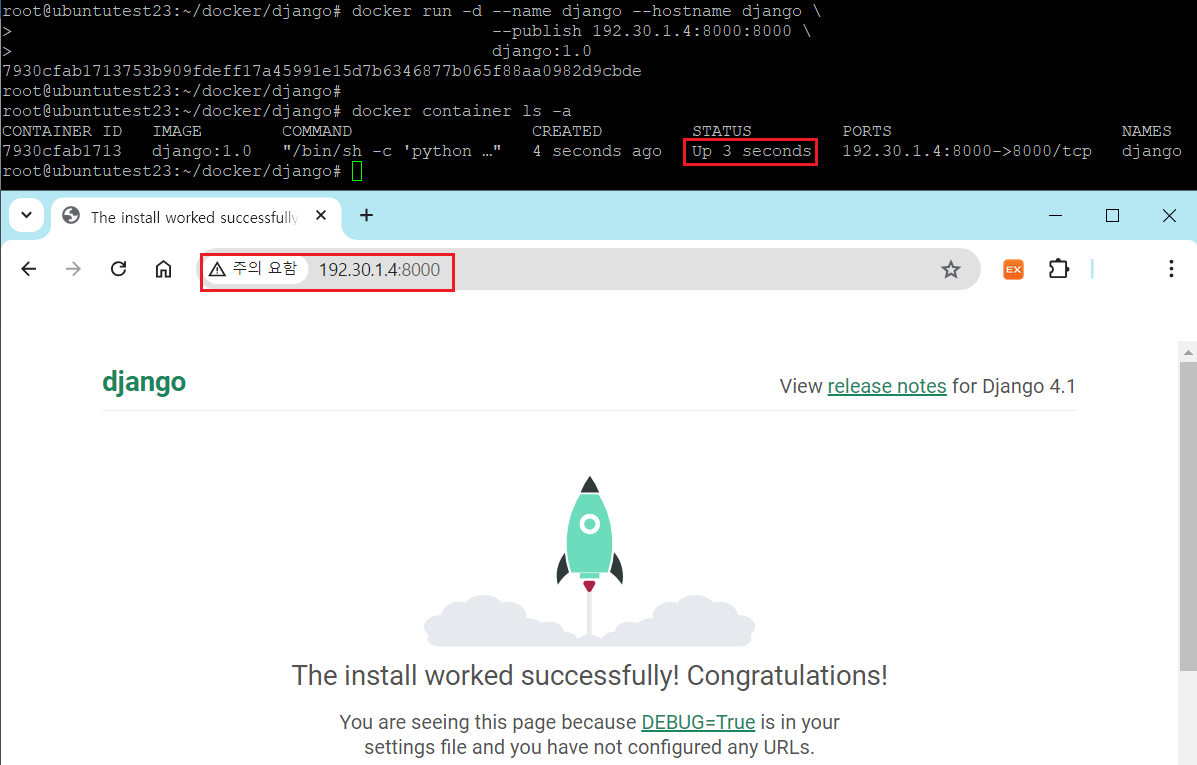 root@ubuntutest23:~/docker/django# docker run -d --name django --hostname django \
> --publish 192.30.1.4:8000:8000 \
> django:1.0
7930cfab1713753b909fdeff17a45991e15d7b6346877b065f88aa0982d9cbde
root@ubuntutest23:~/docker/django#
root@ubuntutest23:~/docker/django# docker container ls -a
CONTAINER ID IMAGE COMMAND CREATED STATUS PORTS NAMES
7930cfab1713 django:1.0 "/bin/sh -c 'python …" 4 seconds ago Up 3 seconds 192.30.1.4:8000->8000/tcp django
root@ubuntutest23:~/docker/django#
The install worked successfully
주의 요함 192.30.1.4:8000
EX
django
View release notes for Django 4.1
The install worked successfully! Congratulations!
You are seeing this page because DEBUG=True is in your
settings file and you have not configured any URLs.